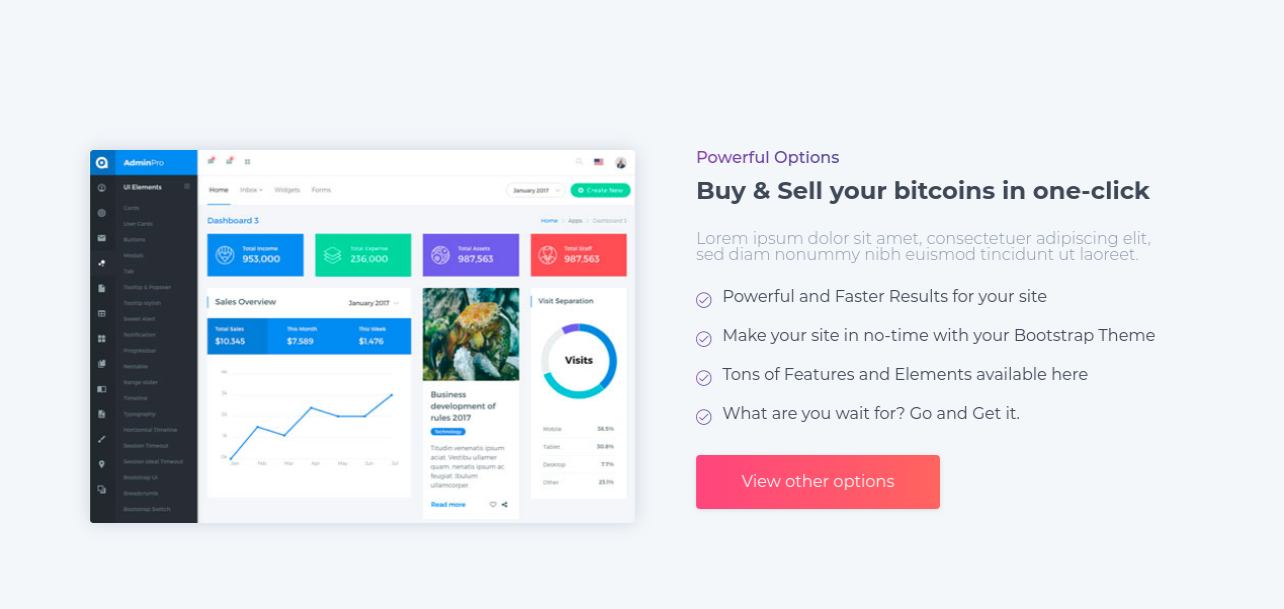 AdminPro
UI Elements
Cards
User Cards
Buttons
Modals
Tab
Tooltip & Popover
Tooltip stylish
Sweet Alert
Notification
Progressbar
Nestable
Range slider
Timeline
Typography
Horizontal Timeline
Session Timeout
Session Ideal Timeout
Bootstrap UI
Breadcrumb
Bootstrap Switch
Home
Inbox
Widgets
Forms
January 2017
Create New
Dashboard 3
Home
Apps
Dashboard 3
Total Income
953,000
Total Expense
236,000
Total Assets
987,563
Total Staff
987,563
Sales Overview
January 2017
Total Sales
$10,345
This Month
$7,589
This Week
$1,476
4k
3k
2k
1k
0k
Jan
Feb
Mar
Apr
May
Jun
Jul
Business
development of
rules 2017
Technology
Titudin venenatis ipsum
aciat. Vestibu ullamer
quam. nenatis ipsum ac
feugiat. Ibulum
ullamcorper.
Read more
Visit Separation
Visits
Mobile 38.5%
Tablet 30.8%
Desktop 7.7%
Other 23.1%
Powerful Options
Buy & Sell your bitcoins in one-click
Lorem ipsum dolor sit amet, consectetuer adipiscing elit,
sed diam nonummy nibh euismod tincidunt ut laoreet.
Powerful and Faster Results for your site
Make your site in no-time with your Bootstrap Theme
Tons of Features and Elements available here
What are you wait for? Go and Get it.
View other options